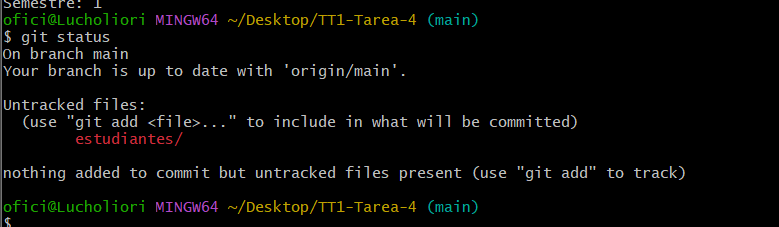 Semestre: 1
ofici@Lucholiori MINGW64 ~/Desktop/TT1-Tarea-4 (main)
$ git status
On branch main
Your branch is up to date with 'origin/main'.
Untracked files:
(use "git add <file>..." to include in what will be committed)
estudiantes/
nothing added to commit but untracked files present (use "git add" to track)
ofici@Lucholiori MINGW64 ~/Desktop/TT1-Tarea-4 (main)
$